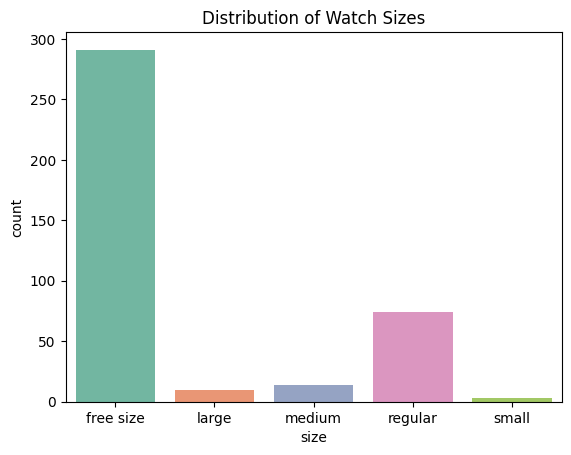 Distribution of Watch Sizes
300
250
200
150
100
50
0
count
free size large medium regular small
size